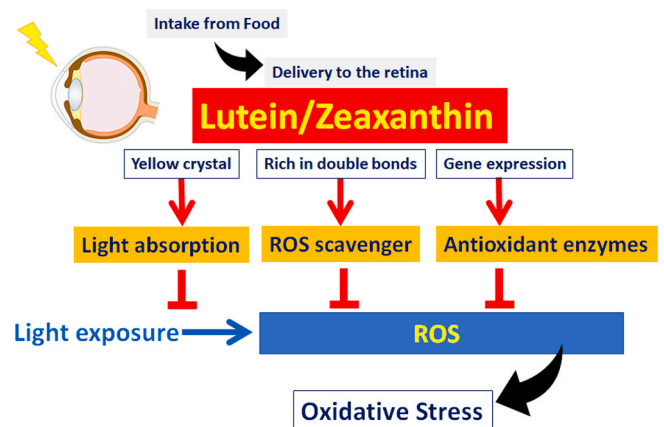 Intake from Food
Delivery to the retina
Lutein/Zeaxanthin
Yellow crystal
Rich in double bonds
Gene expression
Light absorption
ROS scavenger
Antioxidant enzymes
Light exposure
ROS
Oxidative Stress